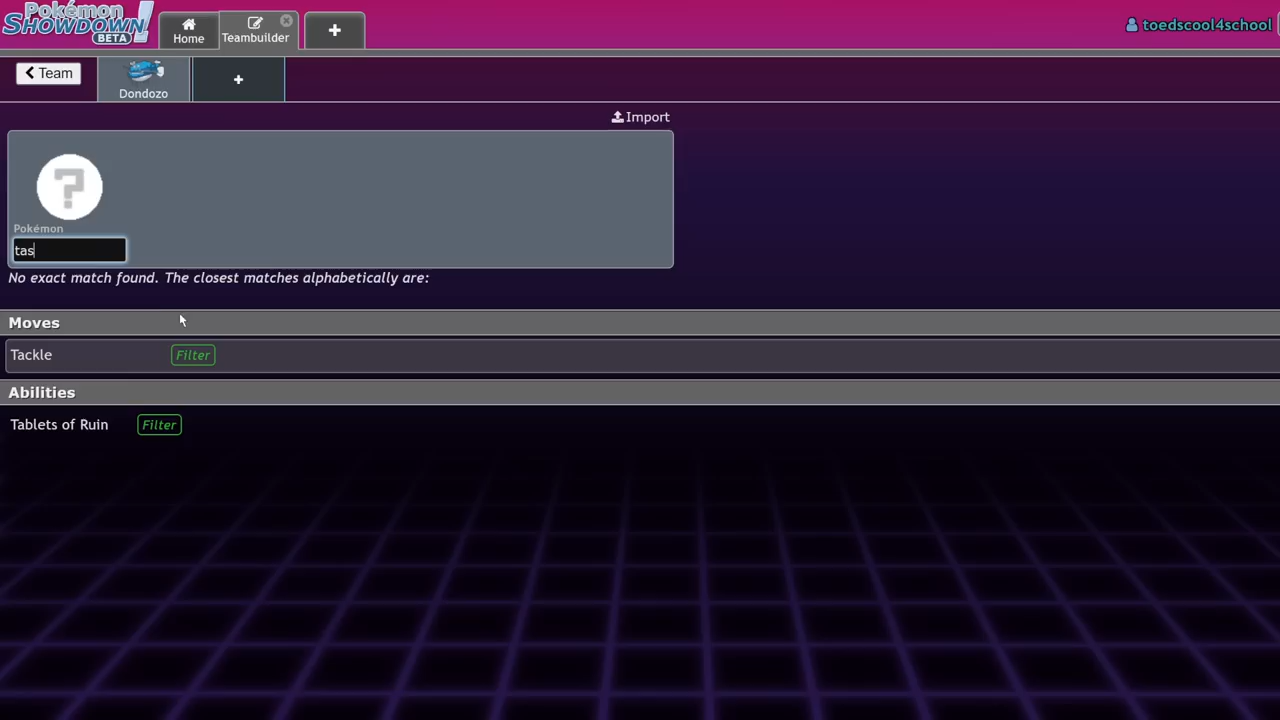 Pokémon
SHOWDOWN!
BETA
Home
Teambuilder
+
toedscool4school
Team
Dondozo
+
Import
?
Pokémon
tas
No exact match found. The closest matches alphabetically are:
Moves
Tackle Filter
Abilities
Tablets of Ruin Filter